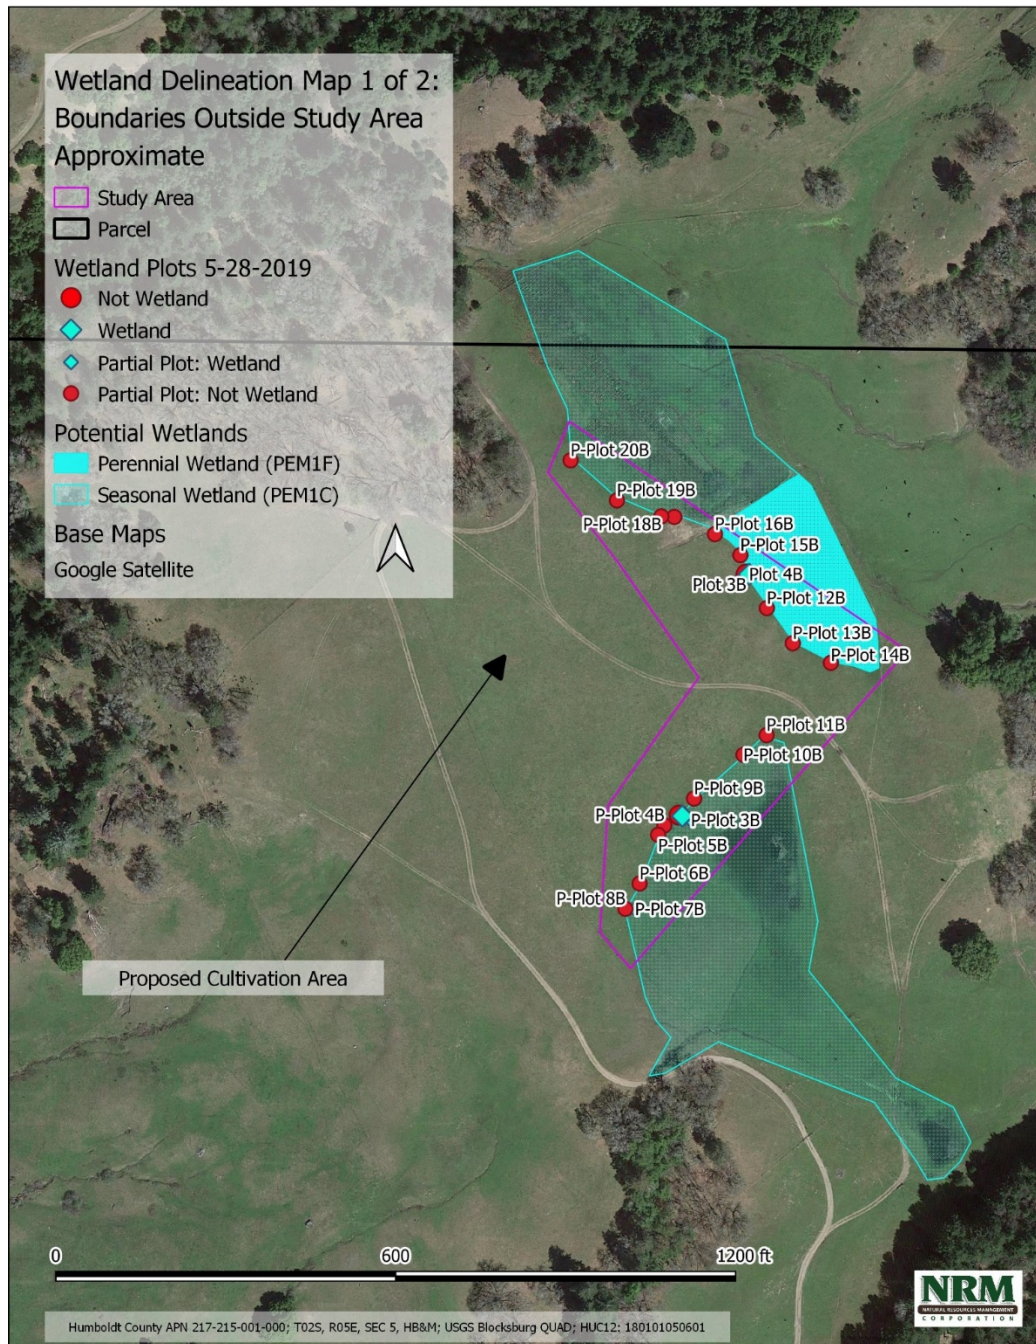 Wetland Delineation Map 1 of 2:
Boundaries Outside Study Area
Approximate
Study Area
Parcel
Wetland Plots 5-28-2019
Not Wetland
Wetland
Partial Plot: Wetland
Partial Plot: Not Wetland
Potential Wetlands
Perennial Wetland (PEM1F)
Seasonal Wetland (PEM1C)
Base Maps
Google Satellite
P-Plot 20B
P-Plot 19B
P-Plot 18B
P-Plot 16B
P-Plot 15B
Plot 3B
Plot 4B
P-Plot 12B
P-Plot 13B
P-Plot 14B
P-Plot 11B
P-Plot 10B
P-Plot 9B
P-Plot 4B
P-Plot 3B
P-Plot 5B
P-Plot 6B
P-Plot 8B
P-Plot 7B
Proposed Cultivation Area
0 600 1200 ft
NRM
NATURAL RESOURCES MANAGEMENT
CORPORATION
Humboldt County APN 217-215-001-000; T02S, R05E, SEC 5, HB&M; USGS Blocksburg QUAD; HUC12; 180101050601